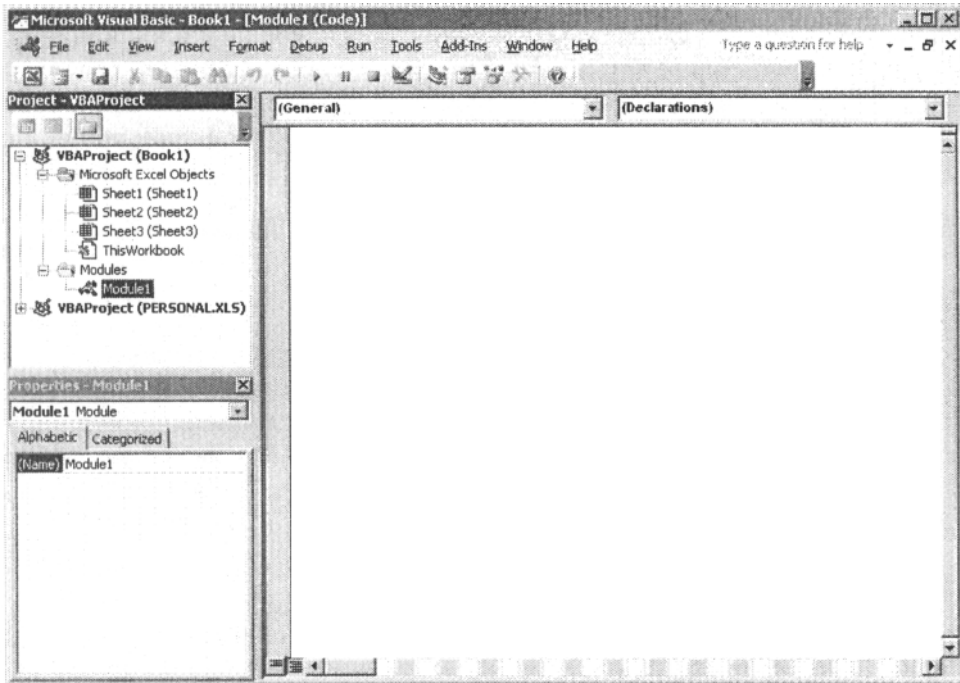 Microsoft Visual Basic - Book1 - [Module1 (Code)]
File Edit View Insert Format Debug Run Tools Add-Ins Window Help Type a question for help
Project - VBAProject
(General) (Declarations)
VBAProject (Book1)
Microsoft Excel Objects
Sheet1 (Sheet1)
Sheet2 (Sheet2)
Sheet3 (Sheet3)
ThisWorkbook
Modules
Module1
VBAProject (PERSONAL.XLS)
Properties - Module1
Module1 Module
Alphabetic Categorized
(Name) Module1